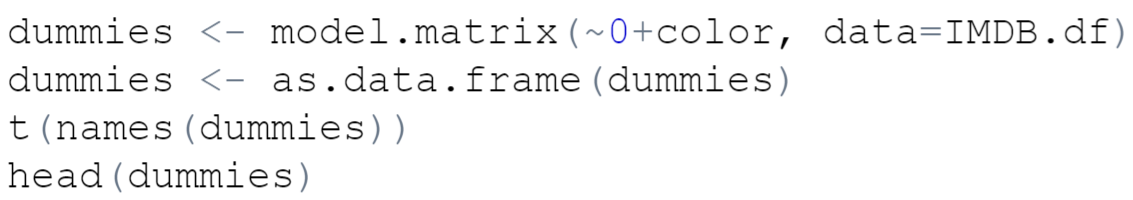 dummies <- model.matrix(~0+color, data=IMDB.df)
dummies <- as.data.frame(dummies)
t(names(dummies))
head(dummies)